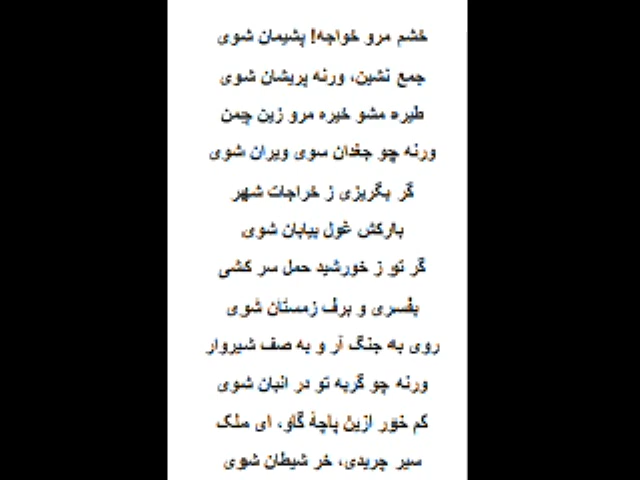 خشم مرو خواجه! پشیمان شوی
جمع نشین، ورنه پریشان شوی
طیره مشو خیره مرو زین چمن
ورنه چو جغدان سوی ویران شوی
گر بگریزی ز خراجات شهر
بارکش غول بیابان شوی
گر تو ز خورشید حمل سر کشی
بفسری و برف زمستان شوی
روی به جنگ آر و به صف شیروار
ورنه چو گربه تو در انبان شوی
کم خور ازین پاچهٔ گاو، ای ملک
سیر چریدی، خر شیطان شوی